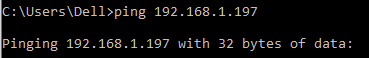 C:\Users\Dell>ping 192.168.1.197
Pinging 192.168.1.197 with 32 bytes of data: